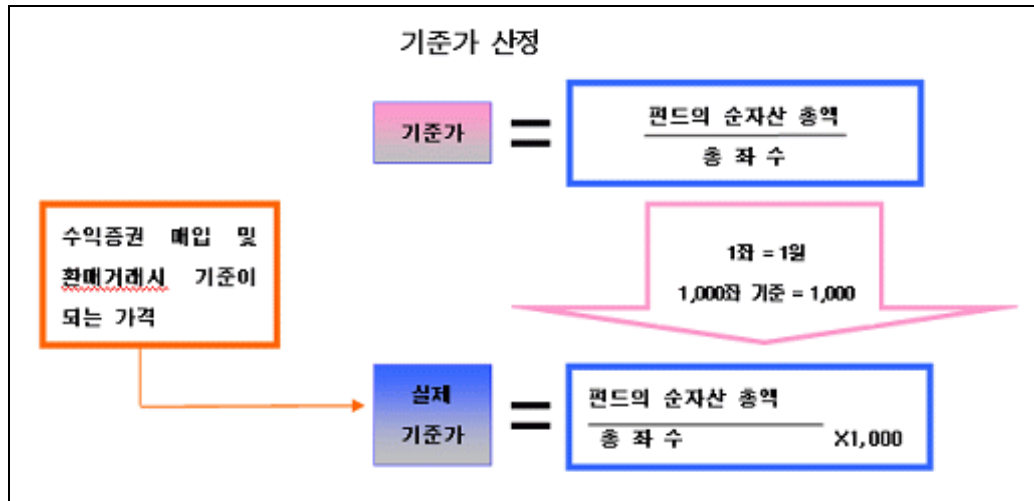 기준가 산정
기준가
=
펀드의 순자산 총액
총 좌 수
수익증권 매입 및
환매거래시 기준이
되는 가격
1좌 = 1원
1,000좌 기준 = 1,000
실제
기준가
=
펀드의 순자산 총액
총 좌 수 X1,000